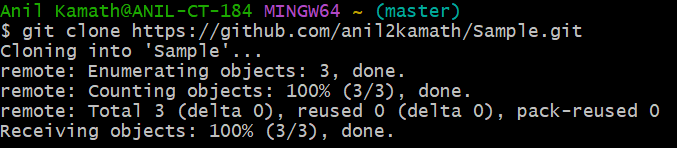 Anil Kamath@ANIL-CT-184 MINGW64 ~ (master)
$ git clone https://github.com/anil2kamath/Sample.git
Cloning into 'Sample'...
remote: Enumerating objects: 3, done.
remote: Counting objects: 100% (3/3), done.
remote: Total 3 (delta 0), reused 0 (delta 0), pack-reused 0
Receiving objects: 100% (3/3), done.